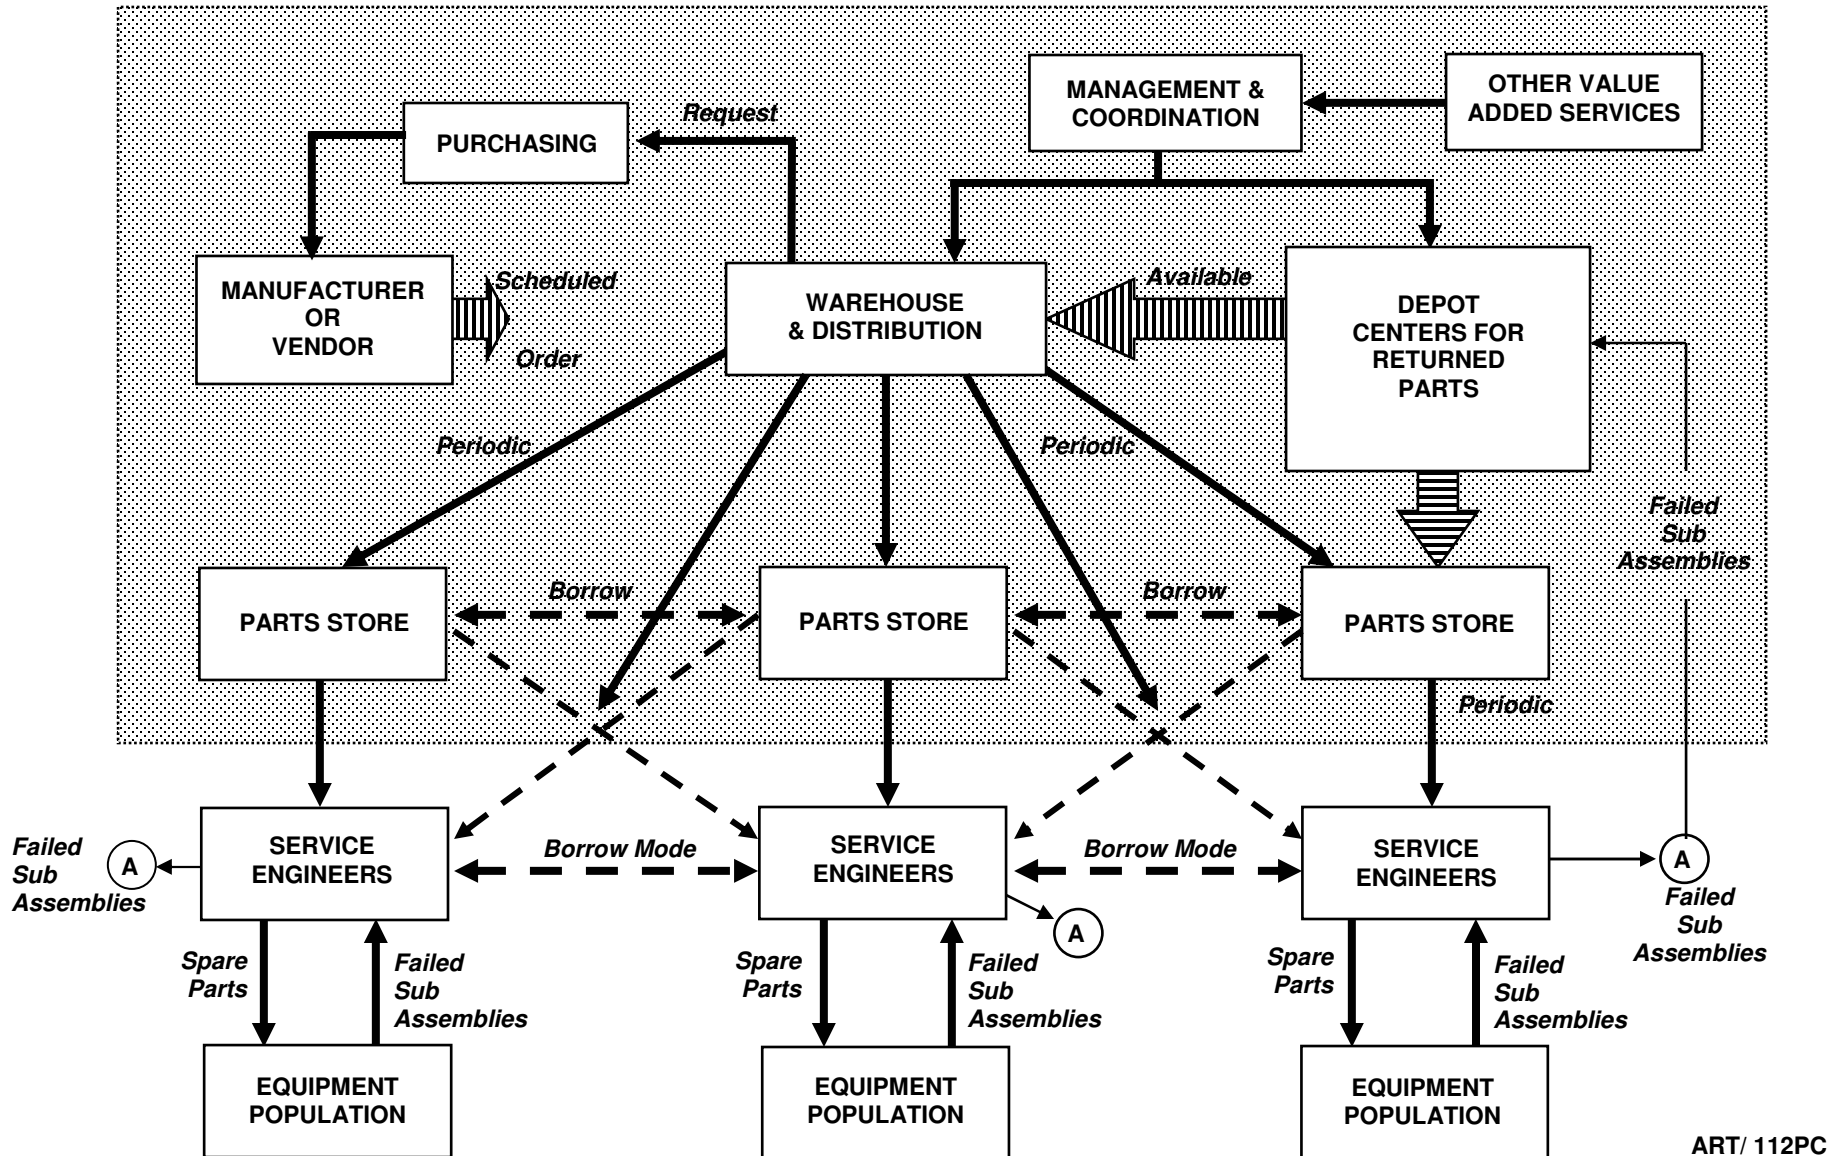 MANAGEMENT &
COORDINATION
OTHER VALUE
ADDED SERVICES
Request
PURCHASING
MANUFACTURER
OR
VENDOR
Scheduled
Order
WAREHOUSE
& DISTRIBUTION
Available
DEPOT
CENTERS FOR
RETURNED
PARTS
Periodic
Periodic
Failed
Sub
Assemblies
PARTS STORE
Borrow
PARTS STORE
Borrow
PARTS STORE
Periodic
Failed
Sub
Assemblies
A
SERVICE
ENGINEERS
Borrow Mode
SERVICE
ENGINEERS
A
Borrow Mode
SERVICE
ENGINEERS
A
Failed
Sub
Assemblies
Spare
Parts
Failed
Sub
Assemblies
Spare
Parts
Failed
Sub
Assemblies
Spare
Parts
Failed
Sub
Assemblies
EQUIPMENT
POPULATION
EQUIPMENT
POPULATION
EQUIPMENT
POPULATION
ART/ 112PC